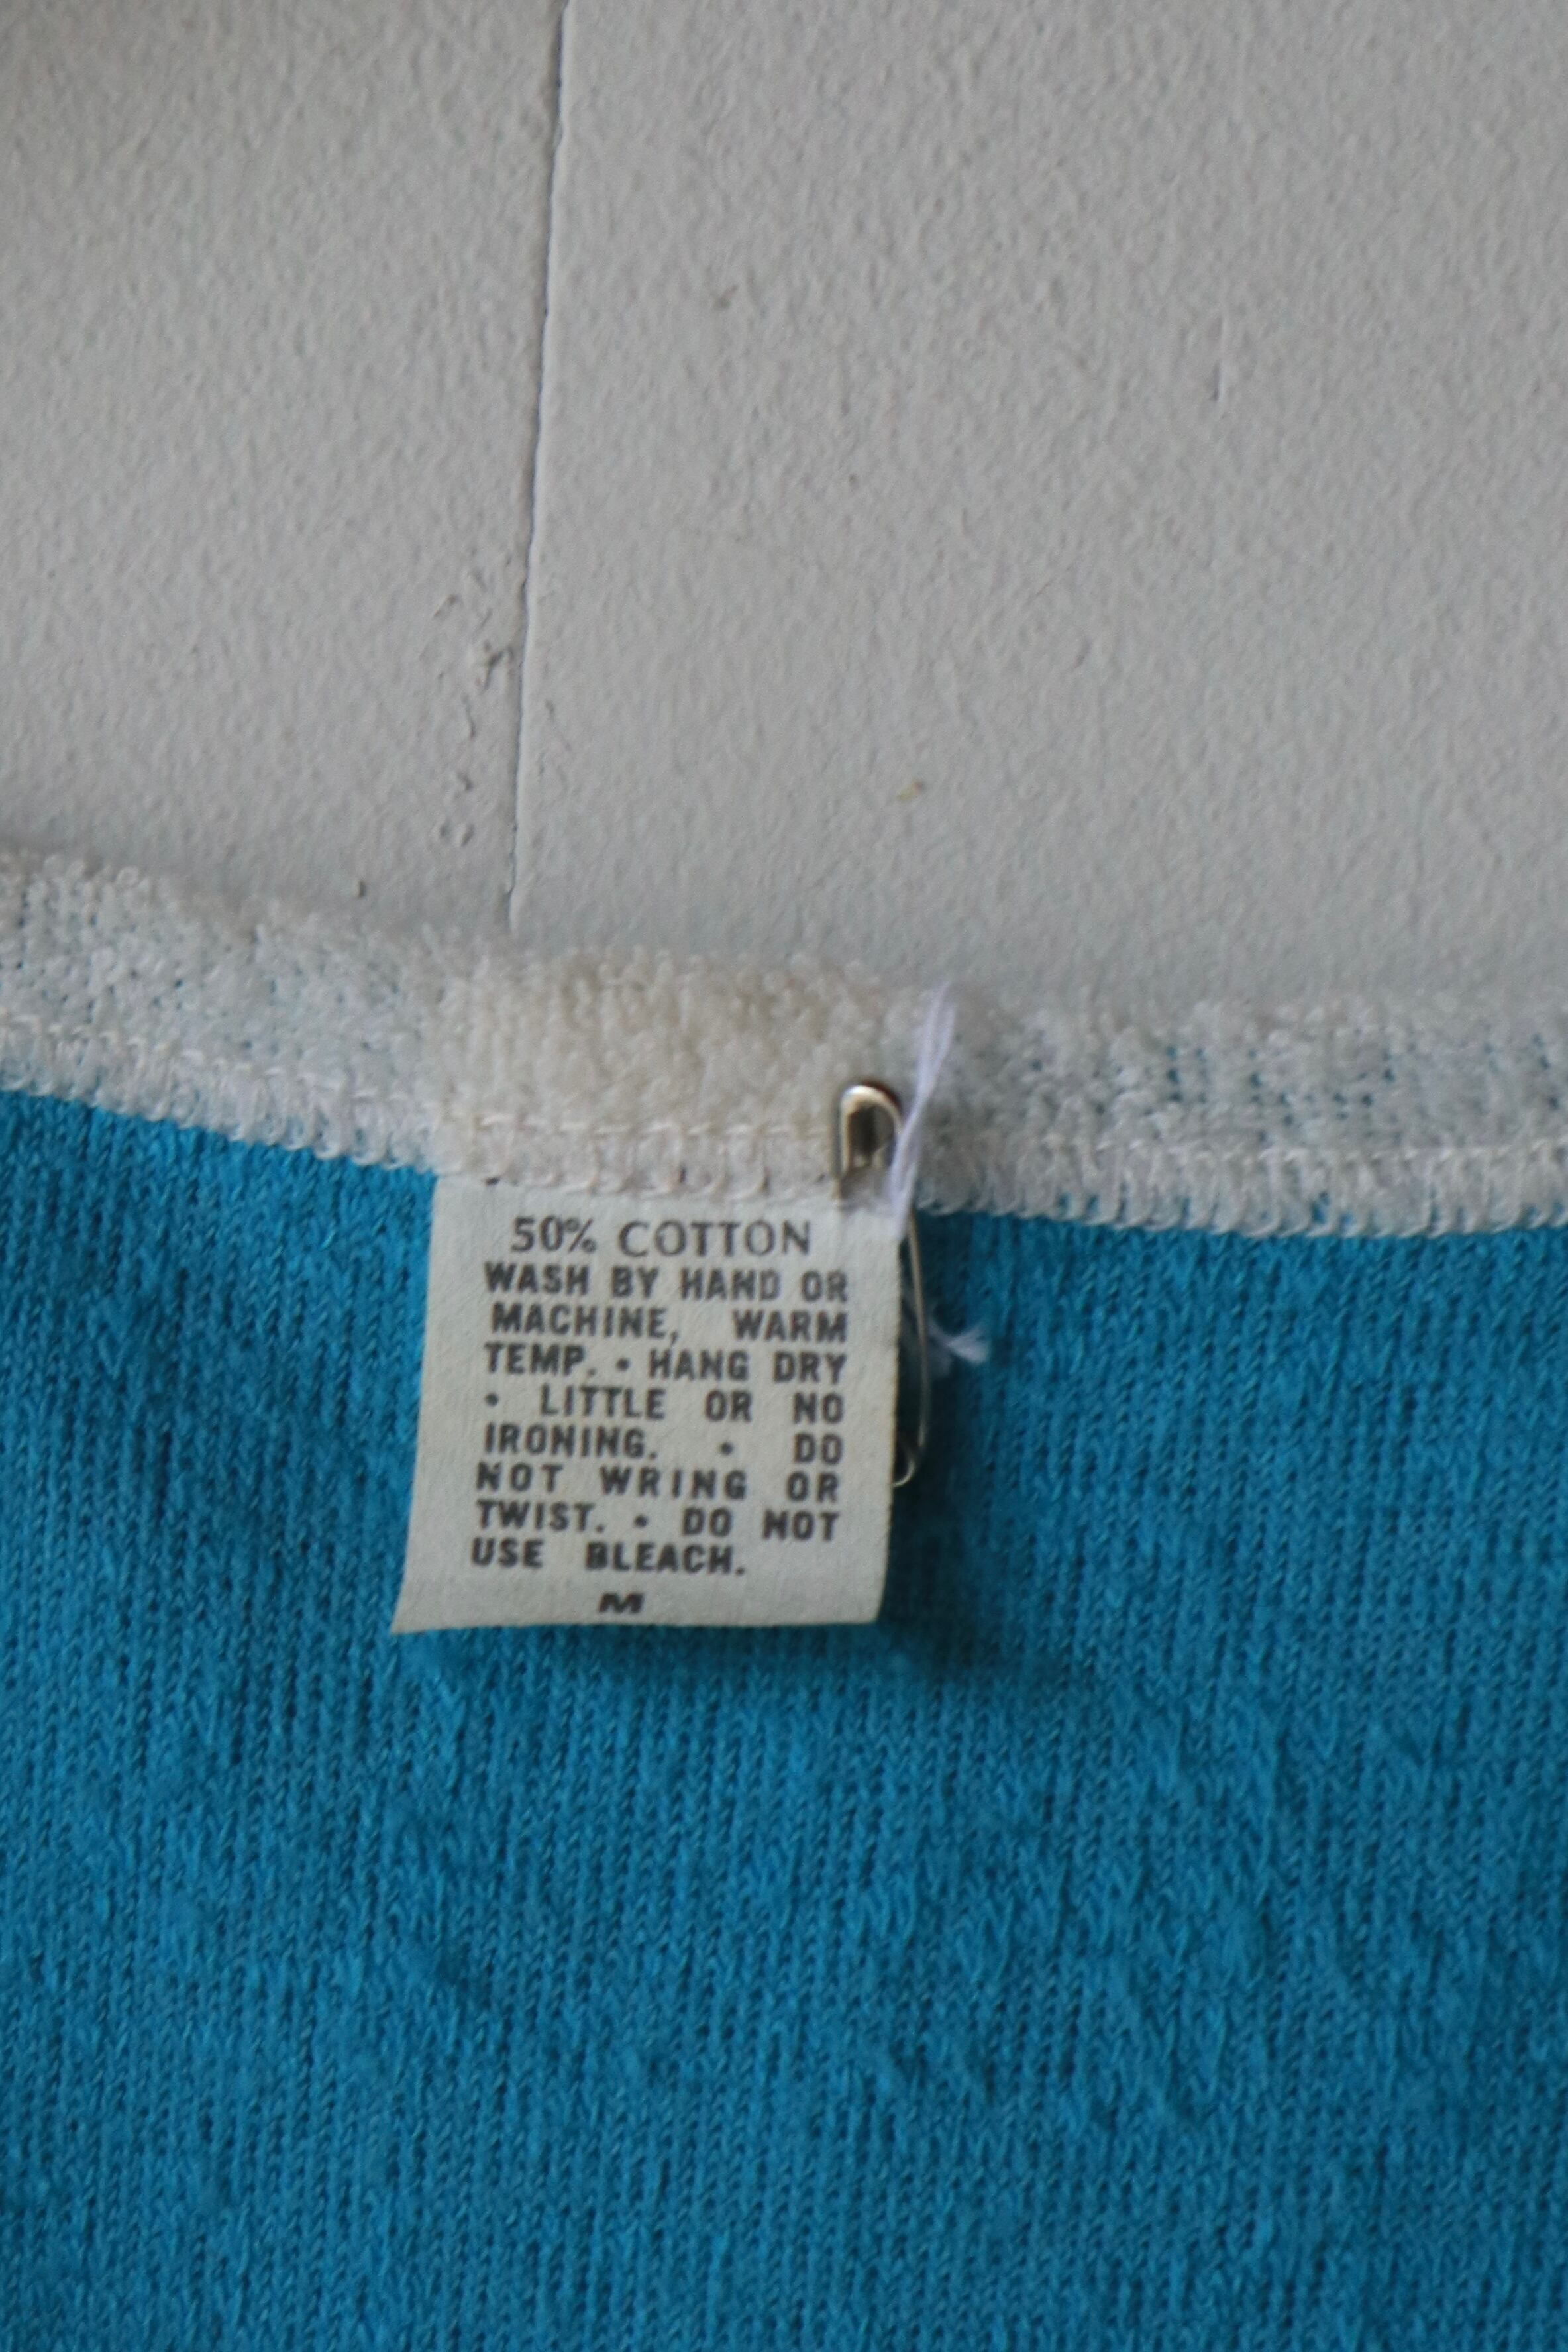 50% COTTON
WASH BY HAND OR
MACHINE, WARM
TEMP. • HANG DRY
• LITTLE OR NO
IRONING. • DO
NOT WRING OR
TWIST. • DO NOT
USE BLEACH.
M